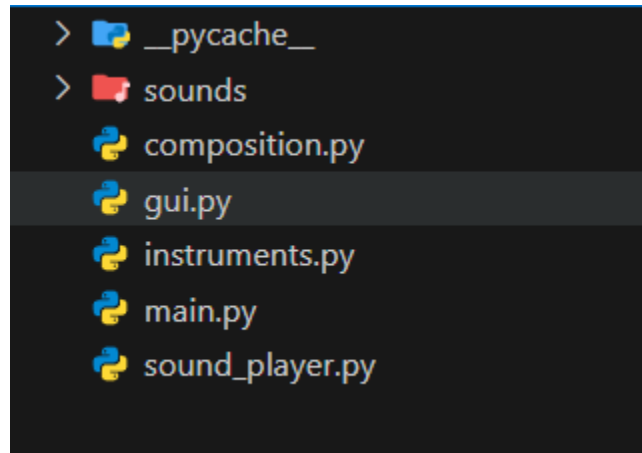 __pycache__
sounds
composition.py
gui.py
instruments.py
main.py
sound_player.py